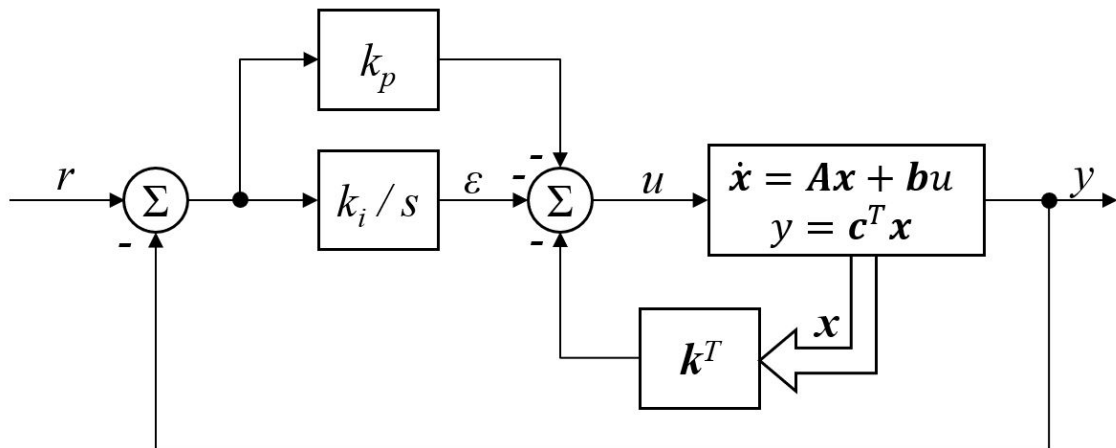 k_p
r
Σ
-
k_i / s
ε
-
-
Σ
-
u
ẋ = Ax + bu
y = c^T x
y
x
k^T